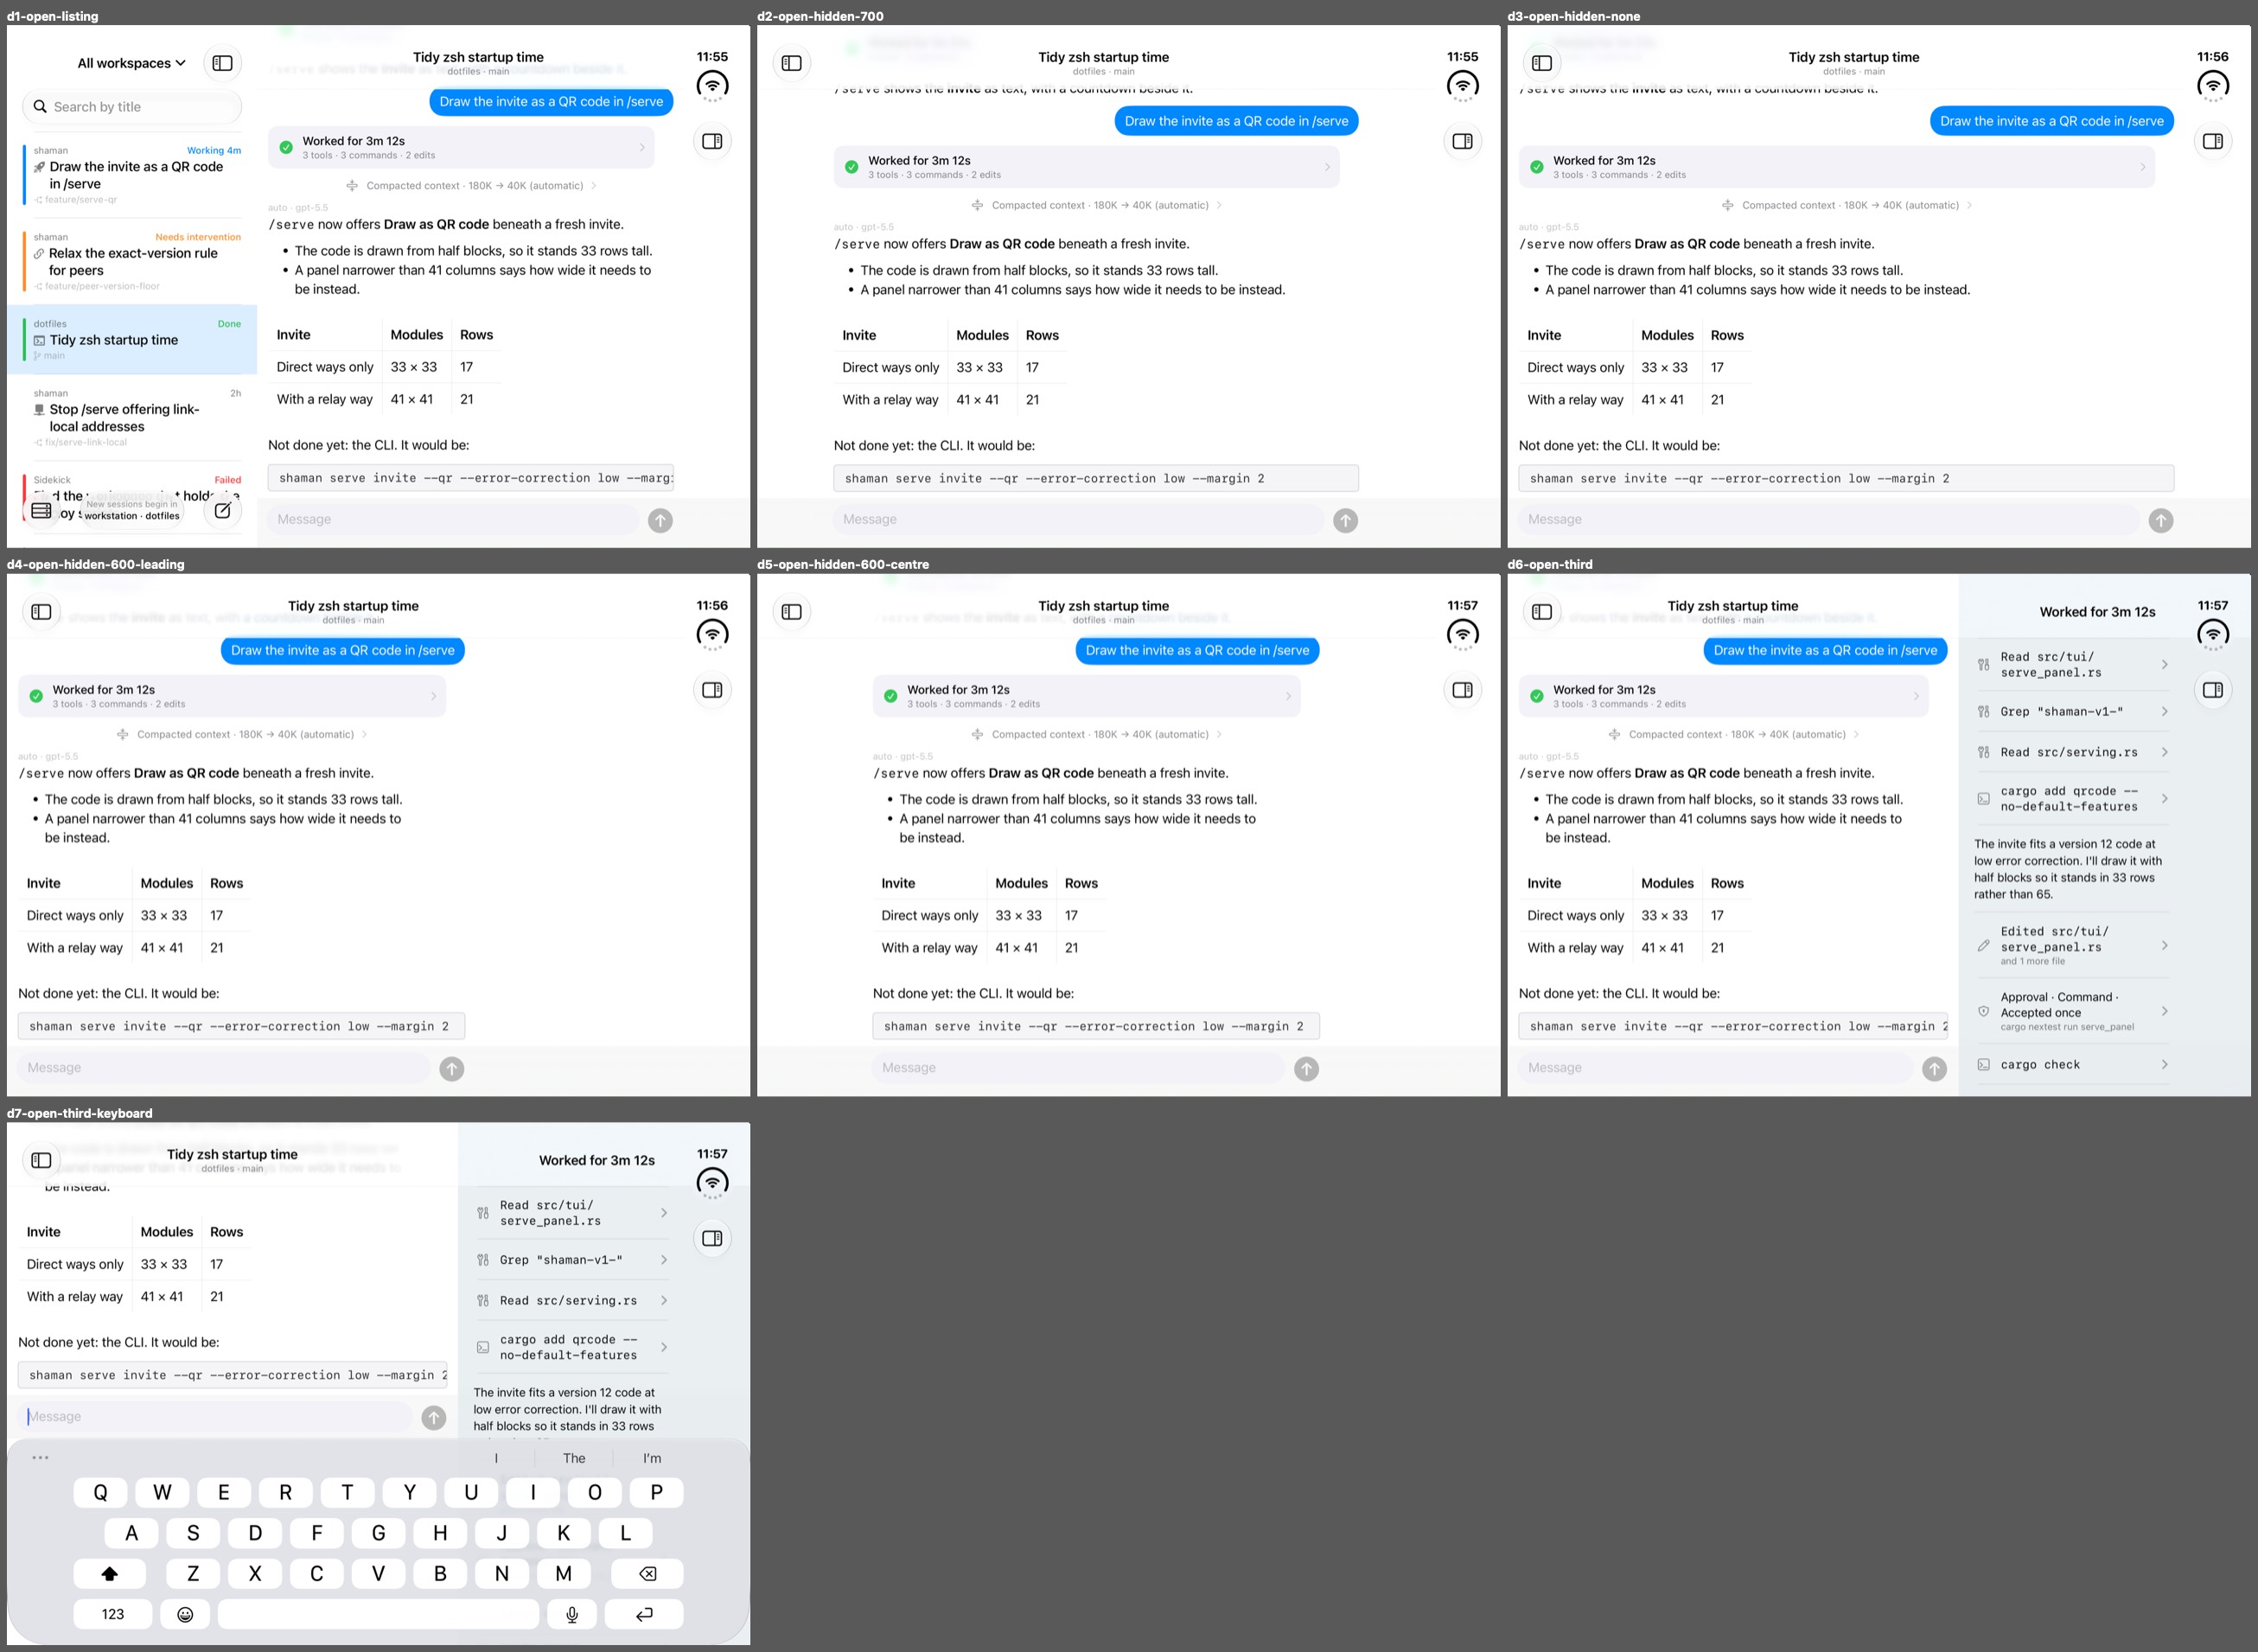 d1-open-listing
All workspaces
Search by title
shaman
Working 4m
Draw the invite as a QR code
in /serve
feature/serve-qr
shaman
Needs intervention
Relax the exact-version rule
for peers
feature/peer-version-floor
dotfiles
Done
Tidy zsh startup time
main
shaman
2h
Stop /serve offering link-
local addresses
fix/serve-link-local
Sidekick
Failed
New sessions begin in
workstation · dotfiles
Tidy zsh startup time
dotfiles · main
11:55
Draw the invite as a QR code in /serve
Worked for 3m 12s
3 tools · 3 commands · 2 edits
Compacted context · 180K → 40K (automatic)
auto · gpt-5.5
/serve now offers Draw as QR code beneath a fresh invite.
• The code is drawn from half blocks, so it stands 33 rows tall.
• A panel narrower than 41 columns says how wide it needs to
be instead.
Invite Modules Rows
Direct ways only 33 × 33 17
With a relay way 41 × 41 21
Not done yet: the CLI. It would be:
shaman serve invite --qr --error-correction low --marg
Message
d2-open-hidden-700
Tidy zsh startup time
dotfiles · main
11:55
/serve shows the invite as text, with a countdown beside it.
Draw the invite as a QR code in /serve
Worked for 3m 12s
3 tools · 3 commands · 2 edits
Compacted context · 180K → 40K (automatic)
auto · gpt-5.5
/serve now offers Draw as QR code beneath a fresh invite.
• The code is drawn from half blocks, so it stands 33 rows tall.
• A panel narrower than 41 columns says how wide it needs to be instead.
Invite Modules Rows
Direct ways only 33 × 33 17
With a relay way 41 × 41 21
Not done yet: the CLI. It would be:
shaman serve invite --qr --error-correction low --margin 2
Message
d3-open-hidden-none
Tidy zsh startup time
dotfiles · main
11:56
/serve shows the invite as text, with a countdown beside it.
Draw the invite as a QR code in /serve
Worked for 3m 12s
3 tools · 3 commands · 2 edits
Compacted context · 180K → 40K (automatic)
auto · gpt-5.5
/serve now offers Draw as QR code beneath a fresh invite.
• The code is drawn from half blocks, so it stands 33 rows tall.
• A panel narrower than 41 columns says how wide it needs to be instead.
Invite Modules Rows
Direct ways only 33 × 33 17
With a relay way 41 × 41 21
Not done yet: the CLI. It would be:
shaman serve invite --qr --error-correction low --margin 2
Message
d4-open-hidden-600-leading
Tidy zsh startup time
dotfiles · main
11:56
Draw the invite as a QR code in /serve
Worked for 3m 12s
3 tools · 3 commands · 2 edits
Compacted context · 180K → 40K (automatic)
auto · gpt-5.5
/serve now offers Draw as QR code beneath a fresh invite.
• The code is drawn from half blocks, so it stands 33 rows tall.
• A panel narrower than 41 columns says how wide it needs to
be instead.
Invite Modules Rows
Direct ways only 33 × 33 17
With a relay way 41 × 41 21
Not done yet: the CLI. It would be:
shaman serve invite --qr --error-correction low --margin 2
Message
d5-open-hidden-600-centre
Tidy zsh startup time
dotfiles · main
11:57
Draw the invite as a QR code in /serve
Worked for 3m 12s
3 tools · 3 commands · 2 edits
Compacted context · 180K → 40K (automatic)
auto · gpt-5.5
/serve now offers Draw as QR code beneath a fresh invite.
• The code is drawn from half blocks, so it stands 33 rows tall.
• A panel narrower than 41 columns says how wide it needs to
be instead.
Invite Modules Rows
Direct ways only 33 × 33 17
With a relay way 41 × 41 21
Not done yet: the CLI. It would be:
shaman serve invite --qr --error-correction low --margin 2
Message
d6-open-third
Tidy zsh startup time
dotfiles · main
Draw the invite as a QR code in /serve
Worked for 3m 12s
3 tools · 3 commands · 2 edits
Compacted context · 180K → 40K (automatic)
auto · gpt-5.5
/serve now offers Draw as QR code beneath a fresh invite.
• The code is drawn from half blocks, so it stands 33 rows tall.
• A panel narrower than 41 columns says how wide it needs to
be instead.
Invite Modules Rows
Direct ways only 33 × 33 17
With a relay way 41 × 41 21
Not done yet: the CLI. It would be:
shaman serve invite --qr --error-correction low --margin 2
Message
Worked for 3m 12s
11:57
Read src/tui/
serve_panel.rs
Grep "shaman-v1-"
Read src/serving.rs
cargo add qrcode --
no-default-features
The invite fits a version 12 code at
low error correction. I'll draw it with
half blocks so it stands in 33 rows
rather than 65.
Edited src/tui/
serve_panel.rs
and 1 more file
Approval · Command ·
Accepted once
cargo nextest run serve_panel
cargo check
d7-open-third-keyboard
Tidy zsh startup time
dotfiles · main
be instead.
Invite Modules Rows
Direct ways only 33 × 33 17
With a relay way 41 × 41 21
Not done yet: the CLI. It would be:
shaman serve invite --qr --error-correction low --margin 2
Message
Worked for 3m 12s
11:57
Read src/tui/
serve_panel.rs
Grep "shaman-v1-"
Read src/serving.rs
cargo add qrcode --
no-default-features
The invite fits a version 12 code at
low error correction. I'll draw it with
half blocks so it stands in 33 rows
I The I'm
Q W E R T Y U I O P
A S D F G H J K L
Z X C V B N M
123